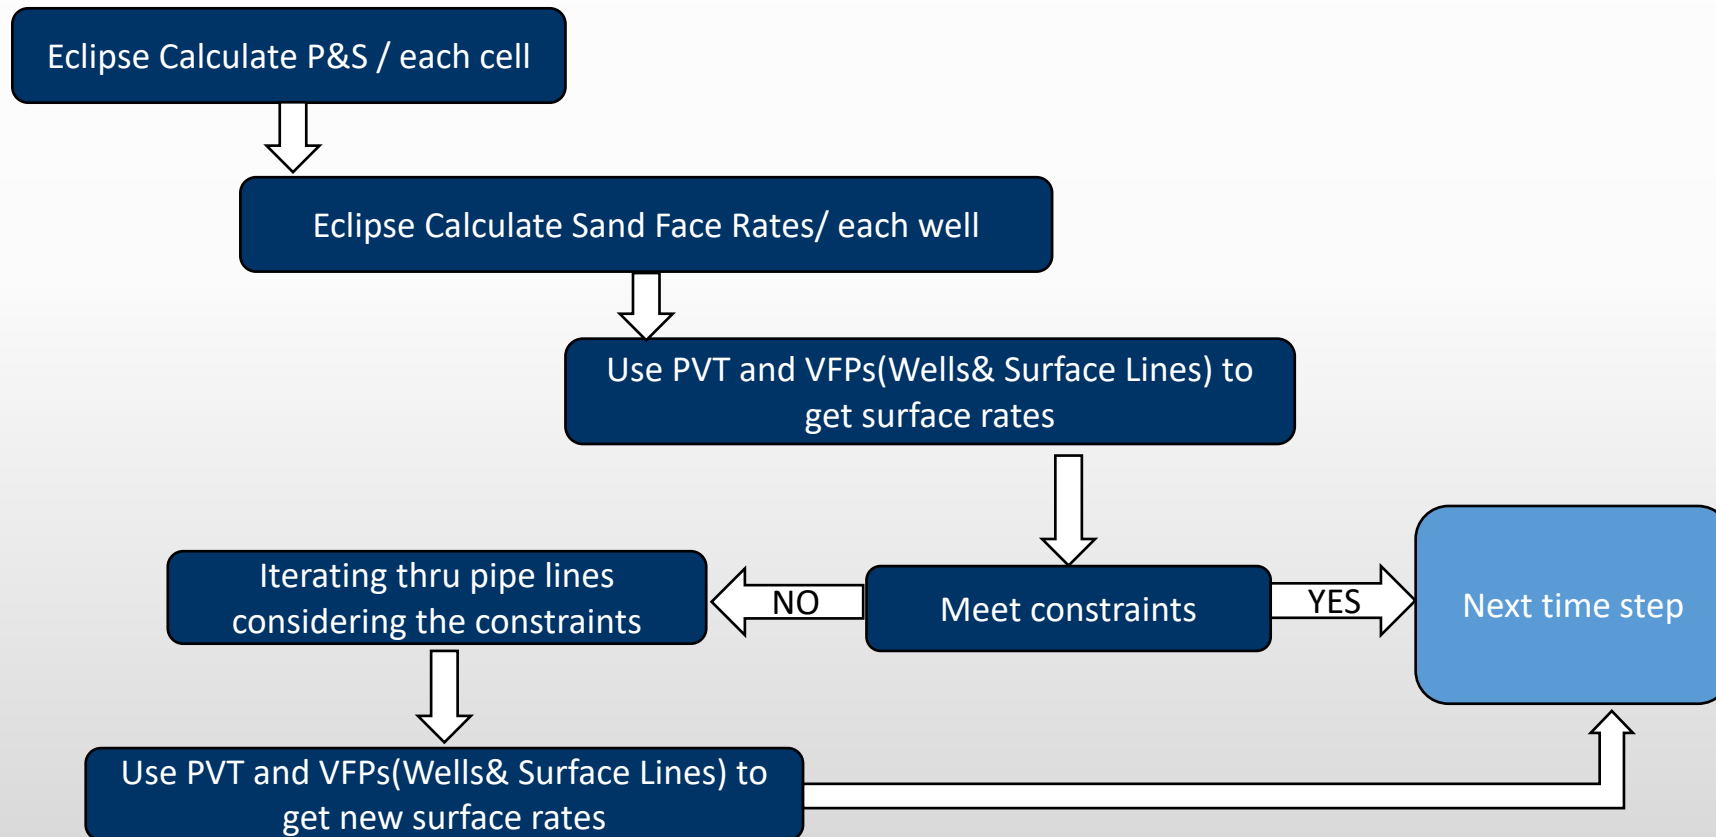 Eclipse Calculate P&S / each cell
Eclipse Calculate Sand Face Rates/ each well
Use PVT and VFPs(Wells& Surface Lines) to
get surface rates
Iterating thru pipe lines
considering the constraints
NO
Meet constraints
YES
Next time step
Use PVT and VFPs(Wells& Surface Lines) to
get new surface rates